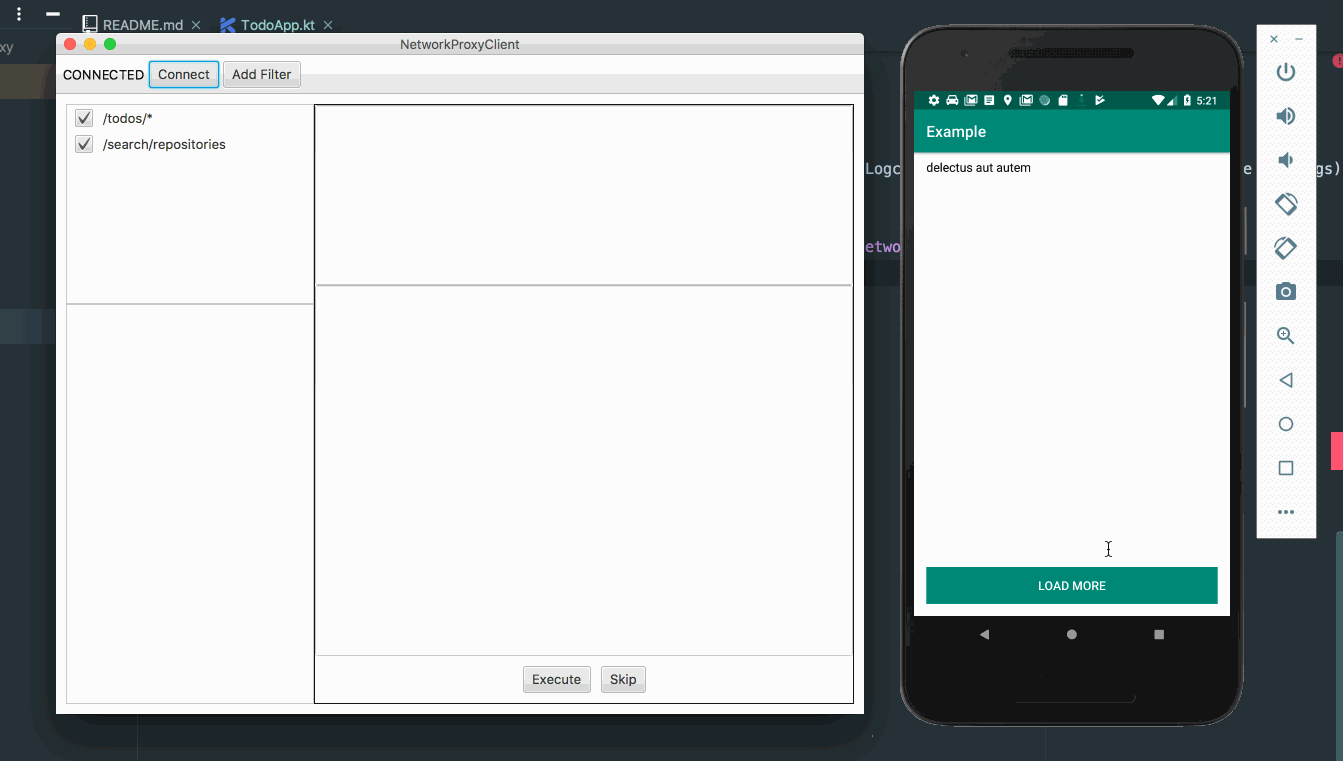 README.md
TodoApp.kt
xy
NetworkProxyClient
CONNECTED
Connect
Add Filter
/todos/*
/search/repositories
Execute
Skip
Logc
e
gs)
etwo
5:21
Example
delectus aut autem
LOAD MORE